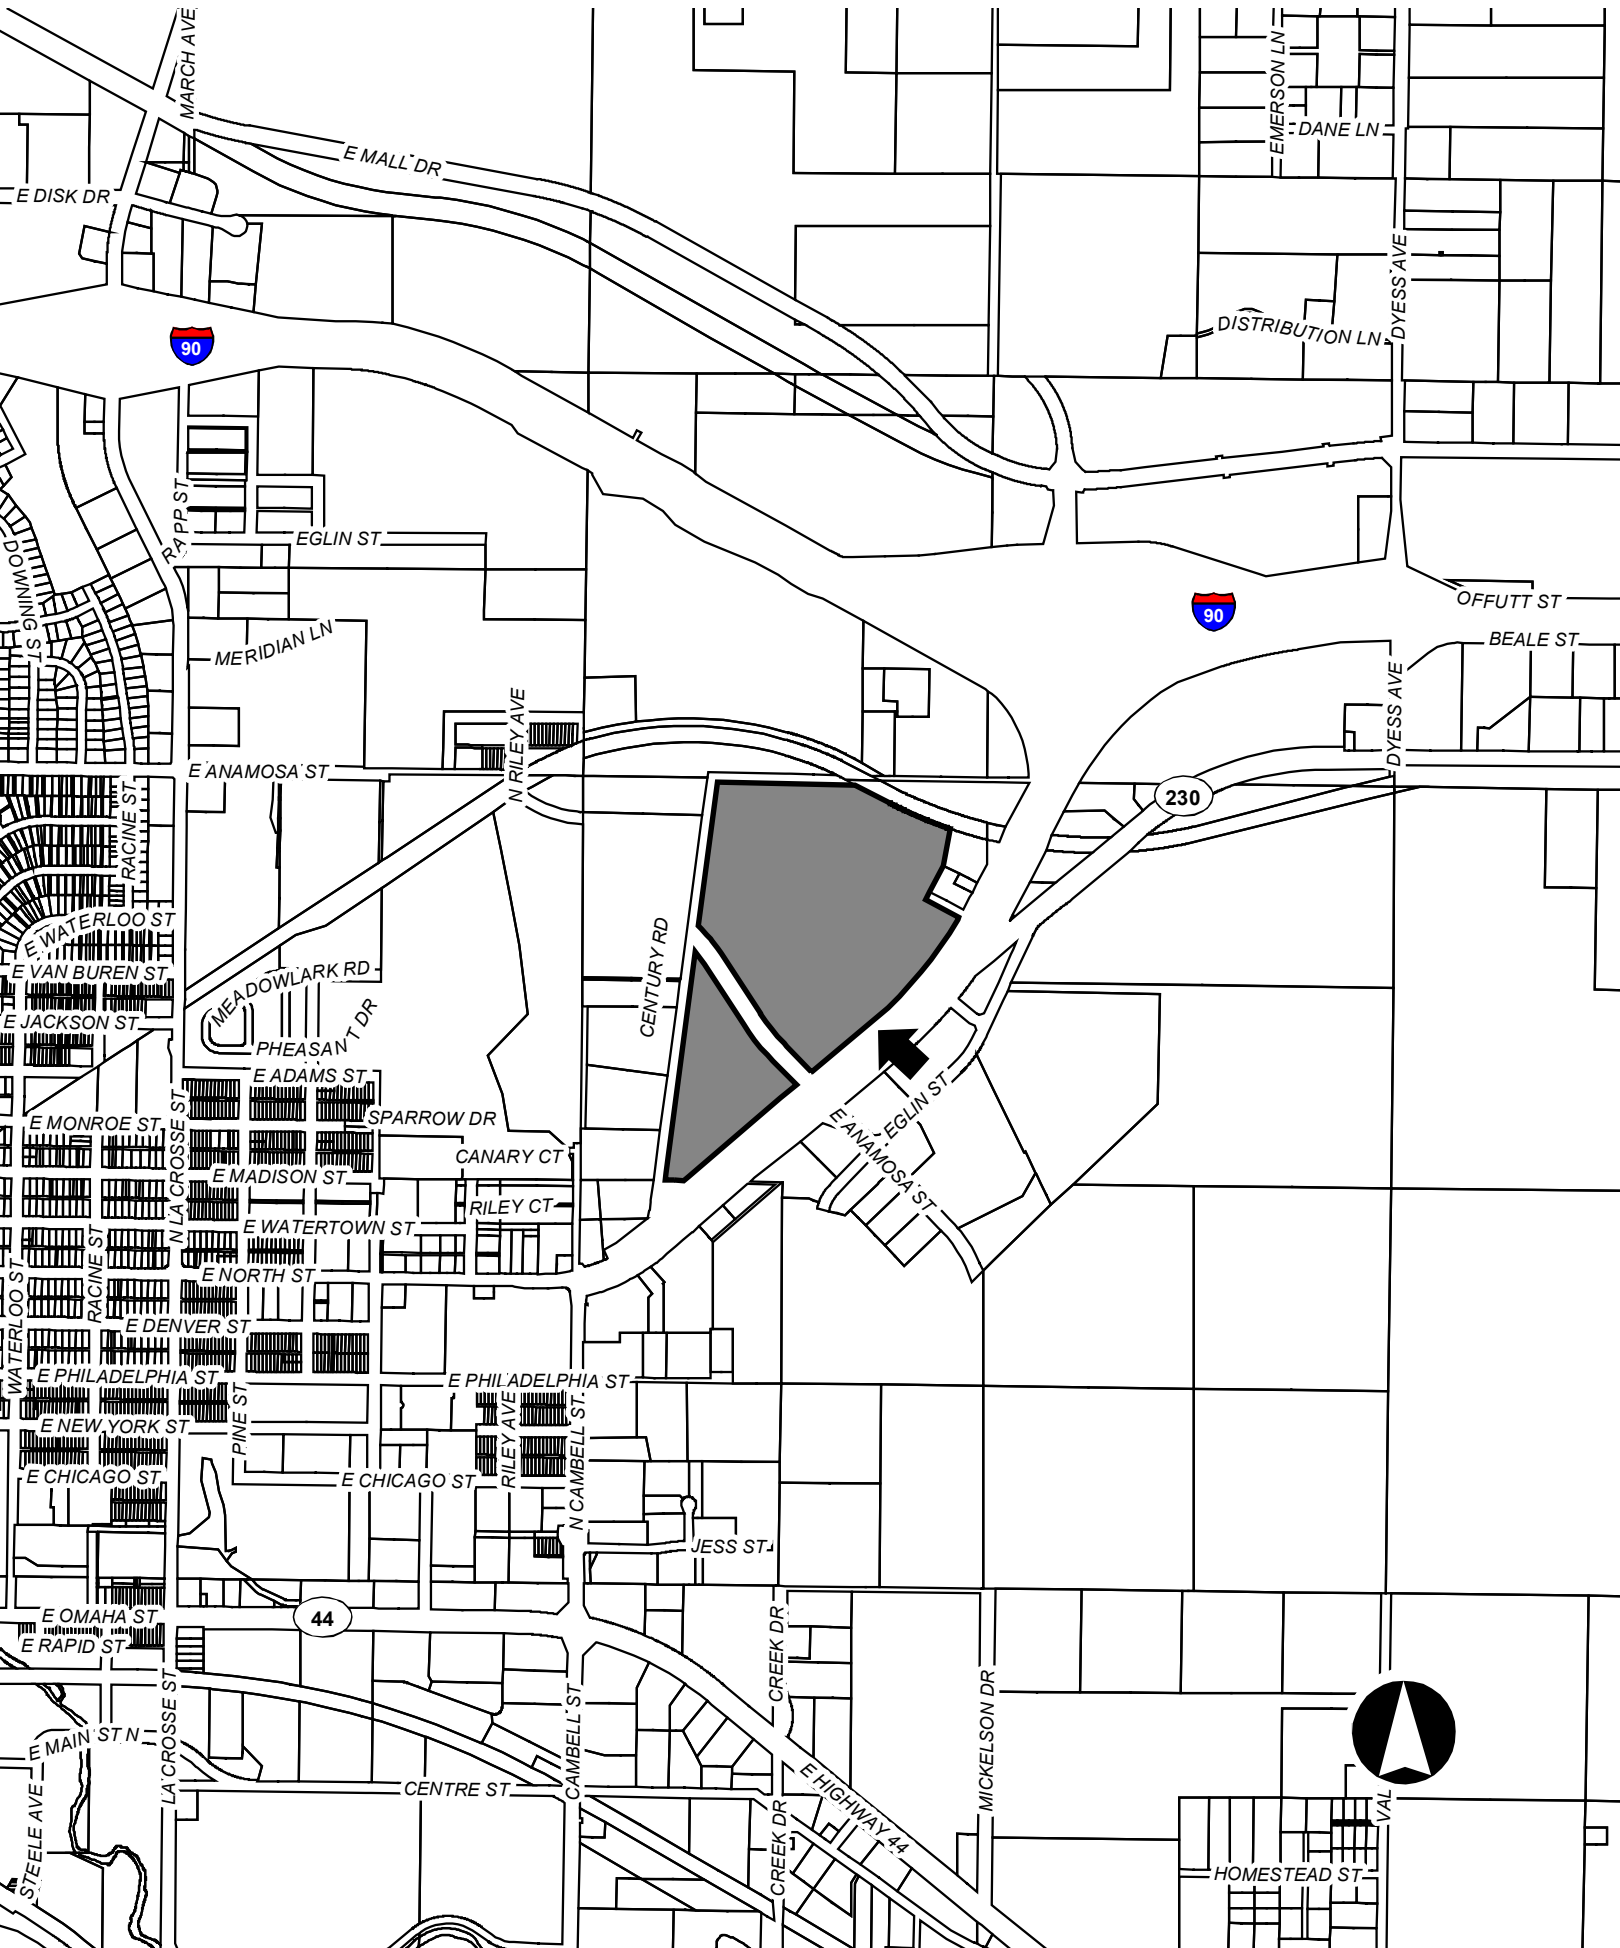 MARCH AVE
EMERSON LN
DANE LN
E MALL DR
E DISK DR
DYESS AVE
DISTRIBUTION LN
90
RAPP ST
EGLIN ST
DOWNING ST
90
OFFUTT ST
BEALE ST
MERIDIAN LN
N RILEY AVE
DYESS AVE
E ANAMOSA ST
230
RACINE ST
E WATERLOO ST
CENTURY RD
E VAN BUREN ST
MEADOWLARK RD
E JACKSON ST
PHEASANT DR
E ADAMS ST
EGLIN ST
E ANAMOSA ST
SPARROW DR
E MONROE ST
N LA CROSSE ST
CANARY CT
E MADISON ST
RILEY CT
E WATERTOWN ST
RACINE ST
WATERLOO ST
E NORTH ST
E DENVER ST
E PHILADELPHIA ST
E PHILADELPHIA ST
PINE ST
RILEY AVE
N CAMBELL ST
E NEW YORK ST
E CHICAGO ST
E CHICAGO ST
JESS ST
E OMAHA ST
44
E RAPID ST
CREEK DR
LA CROSSE ST
CAMBELL ST
MICKELSON DR
E MAIN ST N
CENTRE ST
E HIGHWAY 44
VAL
STEELE AVE
CREEK DR
HOMESTEAD ST